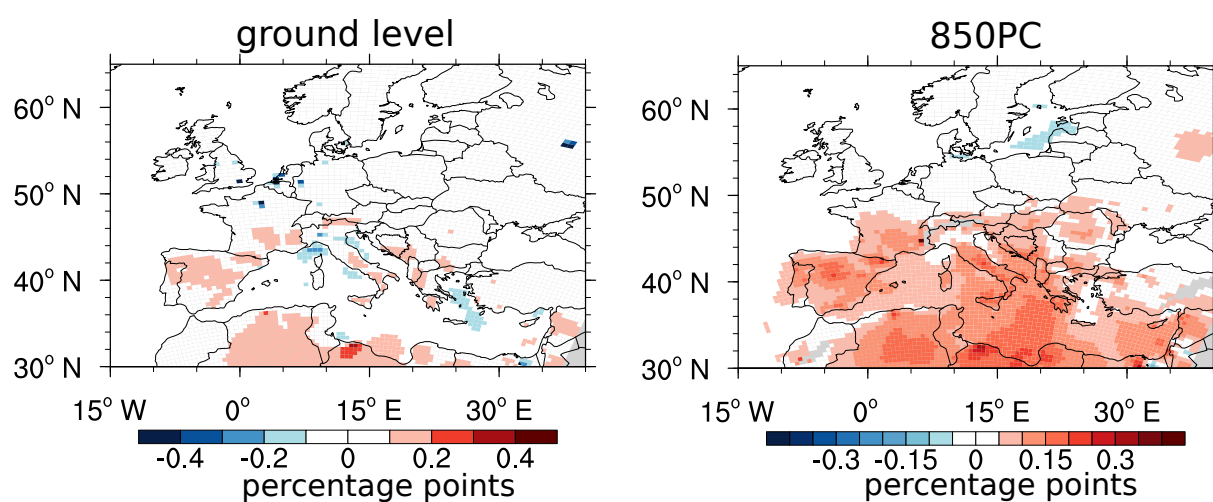 ground level
850PC
60° N
50° N
40° N
30° N
15° W
0°
15° E
30° E
60° N
50° N
40° N
30° N
15° W
0°
15° E
30° E
-0.4
-0.2
0
0.2
0.4
percentage points
-0.3
-0.15
0
0.15
0.3
percentage points